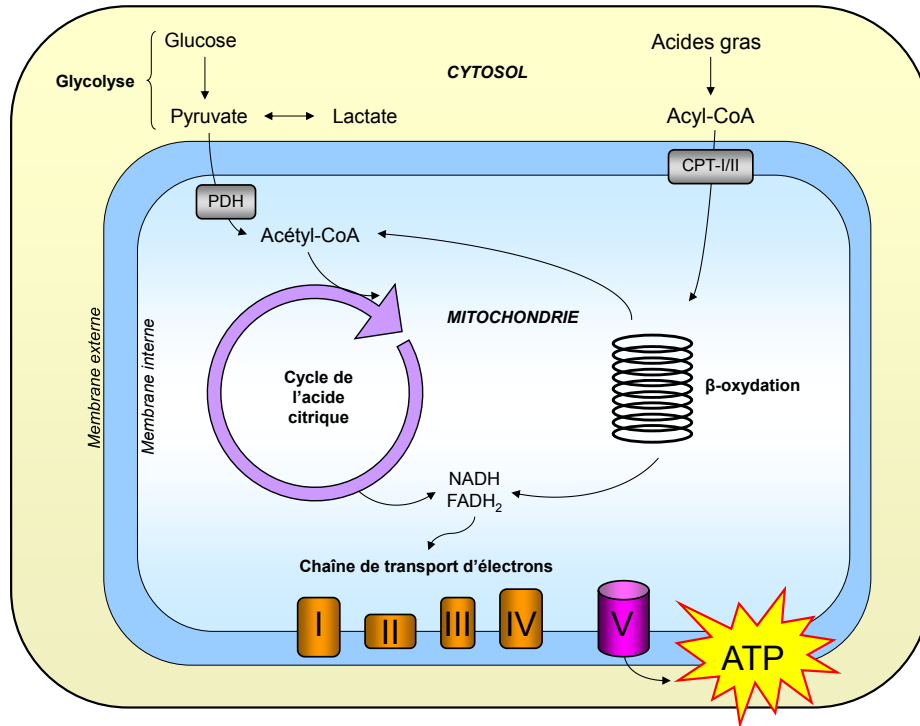 Glucose
Glycolyse
Pyruvate
Lactate
CYTOSOL
Acides gras
Acyl-CoA
CPT-I/II
PDH
Acétyl-CoA
MITOCHONDRIE
Membrane externe
Membrane interne
Cycle de
l'acide
citrique
β-oxydation
NADH
FADH₂
Chaîne de transport d'électrons
I
II
III
IV
V
ATP